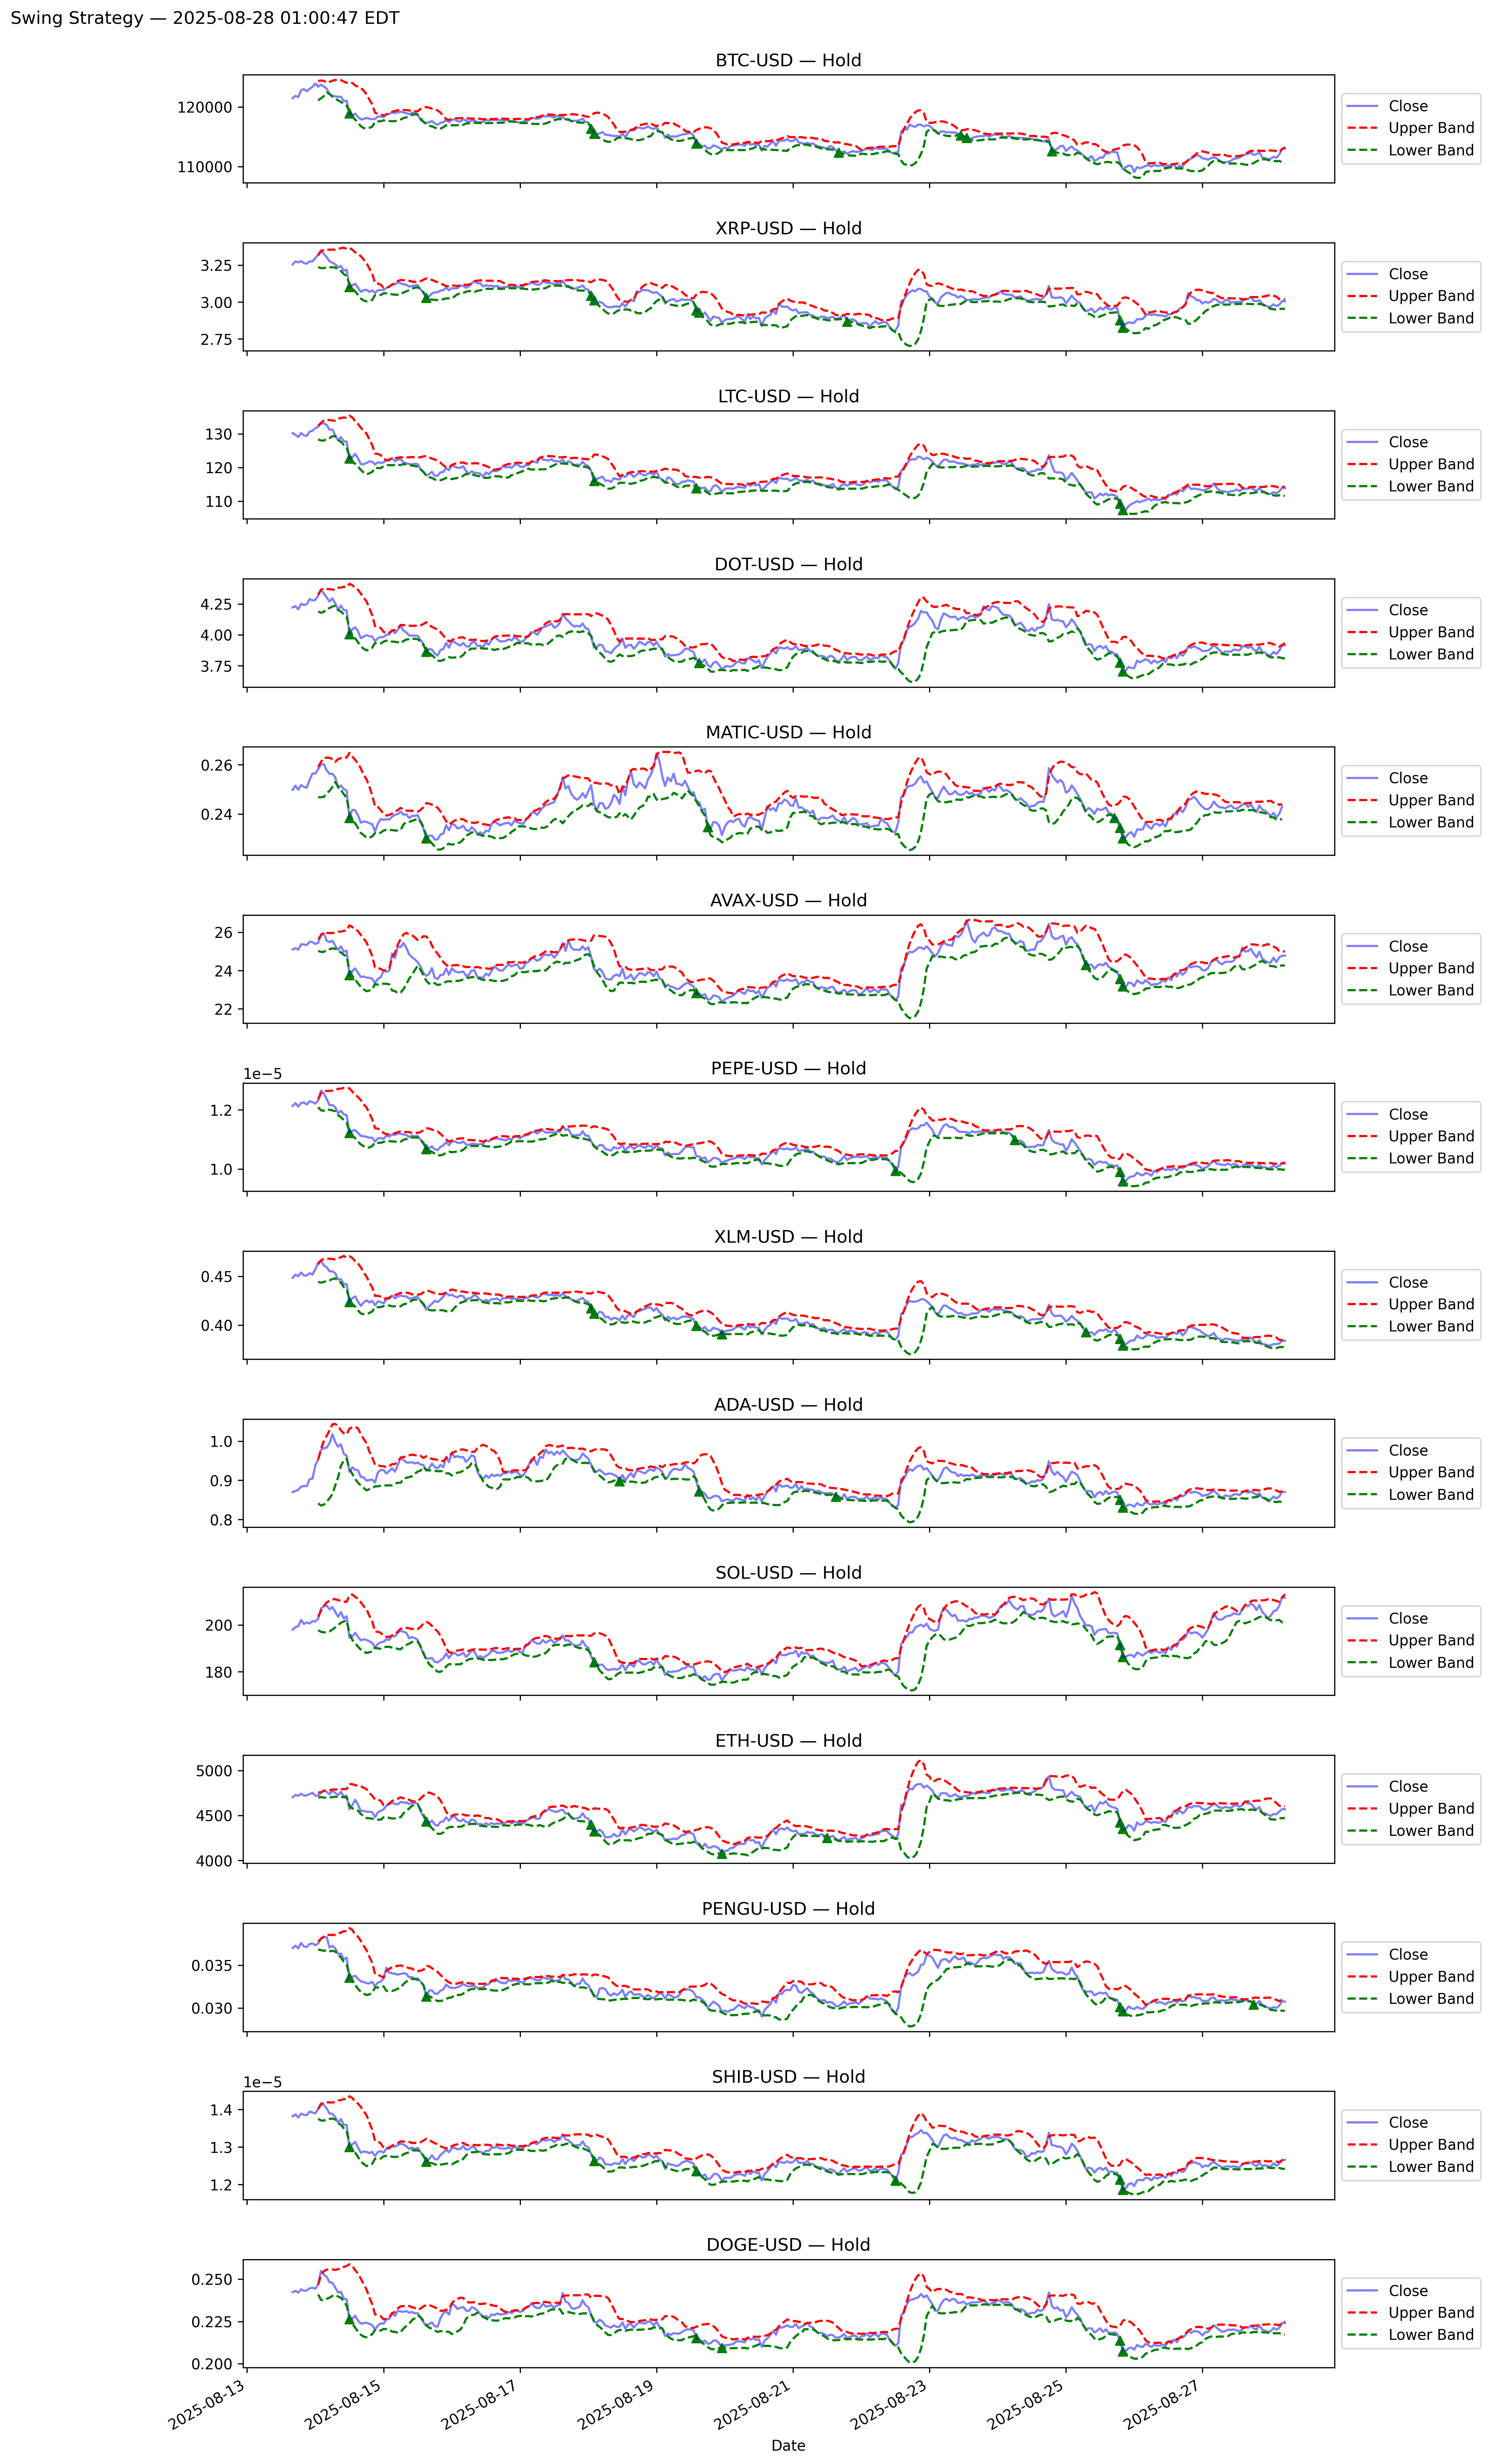 Swing Strategy — 2025-08-28 01:00:47 EDT
BTC-USD — Hold
120000
110000
Close
Upper Band
Lower Band
XRP-USD — Hold
3.25
3.00
2.75
Close
Upper Band
Lower Band
LTC-USD — Hold
130
120
110
Close
Upper Band
Lower Band
DOT-USD — Hold
4.25
4.00
3.75
Close
Upper Band
Lower Band
MATIC-USD — Hold
0.26
0.24
Close
Upper Band
Lower Band
AVAX-USD — Hold
26
24
22
Close
Upper Band
Lower Band
PEPE-USD — Hold
1e−5
1.2
1.0
Close
Upper Band
Lower Band
XLM-USD — Hold
0.45
0.40
Close
Upper Band
Lower Band
ADA-USD — Hold
1.0
0.9
0.8
Close
Upper Band
Lower Band
SOL-USD — Hold
200
180
Close
Upper Band
Lower Band
ETH-USD — Hold
5000
4500
4000
Close
Upper Band
Lower Band
PENGU-USD — Hold
0.035
0.030
Close
Upper Band
Lower Band
SHIB-USD — Hold
1e−5
1.4
1.3
1.2
Close
Upper Band
Lower Band
DOGE-USD — Hold
0.250
0.225
0.200
Close
Upper Band
Lower Band
2025-08-13
2025-08-15
2025-08-17
2025-08-19
2025-08-21
2025-08-23
2025-08-25
2025-08-27
Date